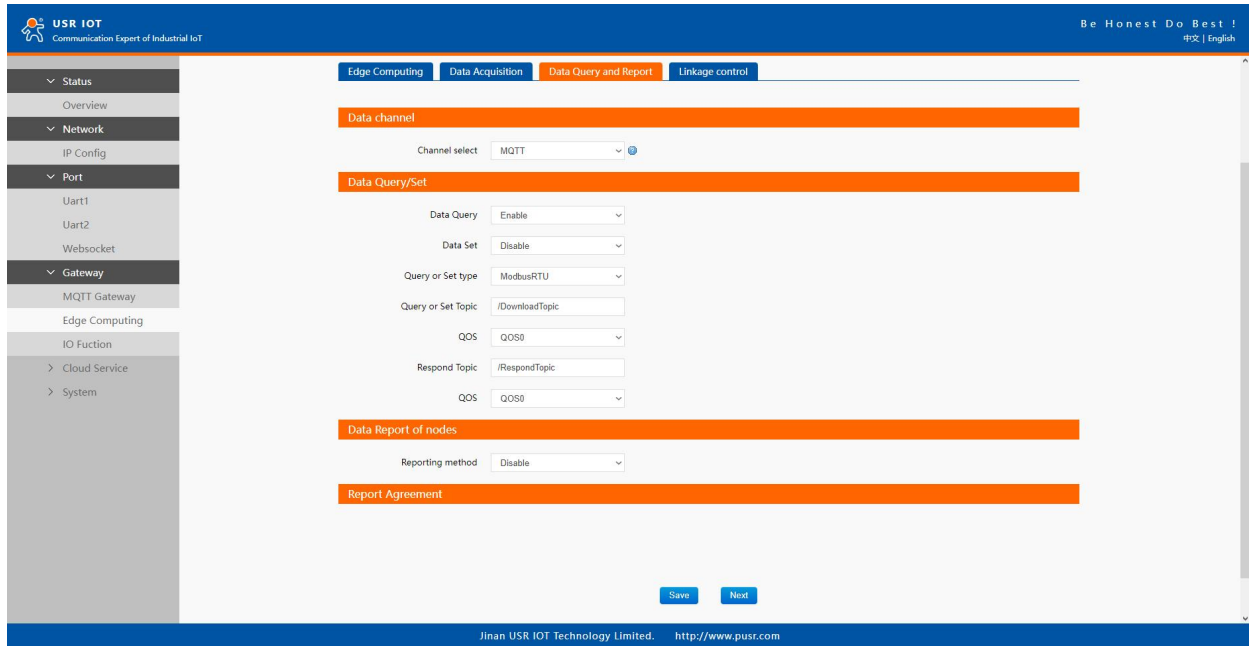 USR IOT
Communication Expert of Industrial IoT
Be Honest Do Best !
中文 | English
Status
Overview
Network
IP Config
Port
Uart1
Uart2
Websocket
Gateway
MQTT Gateway
Edge Computing
IO Fuction
Cloud Service
System
Edge Computing Data Acquisition Data Query and Report Linkage control
Data channel
Channel select MQTT
Data Query/Set
Data Query Enable
Data Set Disable
Query or Set type ModbusRTU
Query or Set Topic /DownloadTopic
QOS QOS0
Respond Topic /RespondTopic
QOS QOS0
Data Report of nodes
Reporting method Disable
Report Agreement
Save Next
Jinan USR IOT Technology Limited. http://www.pusr.com